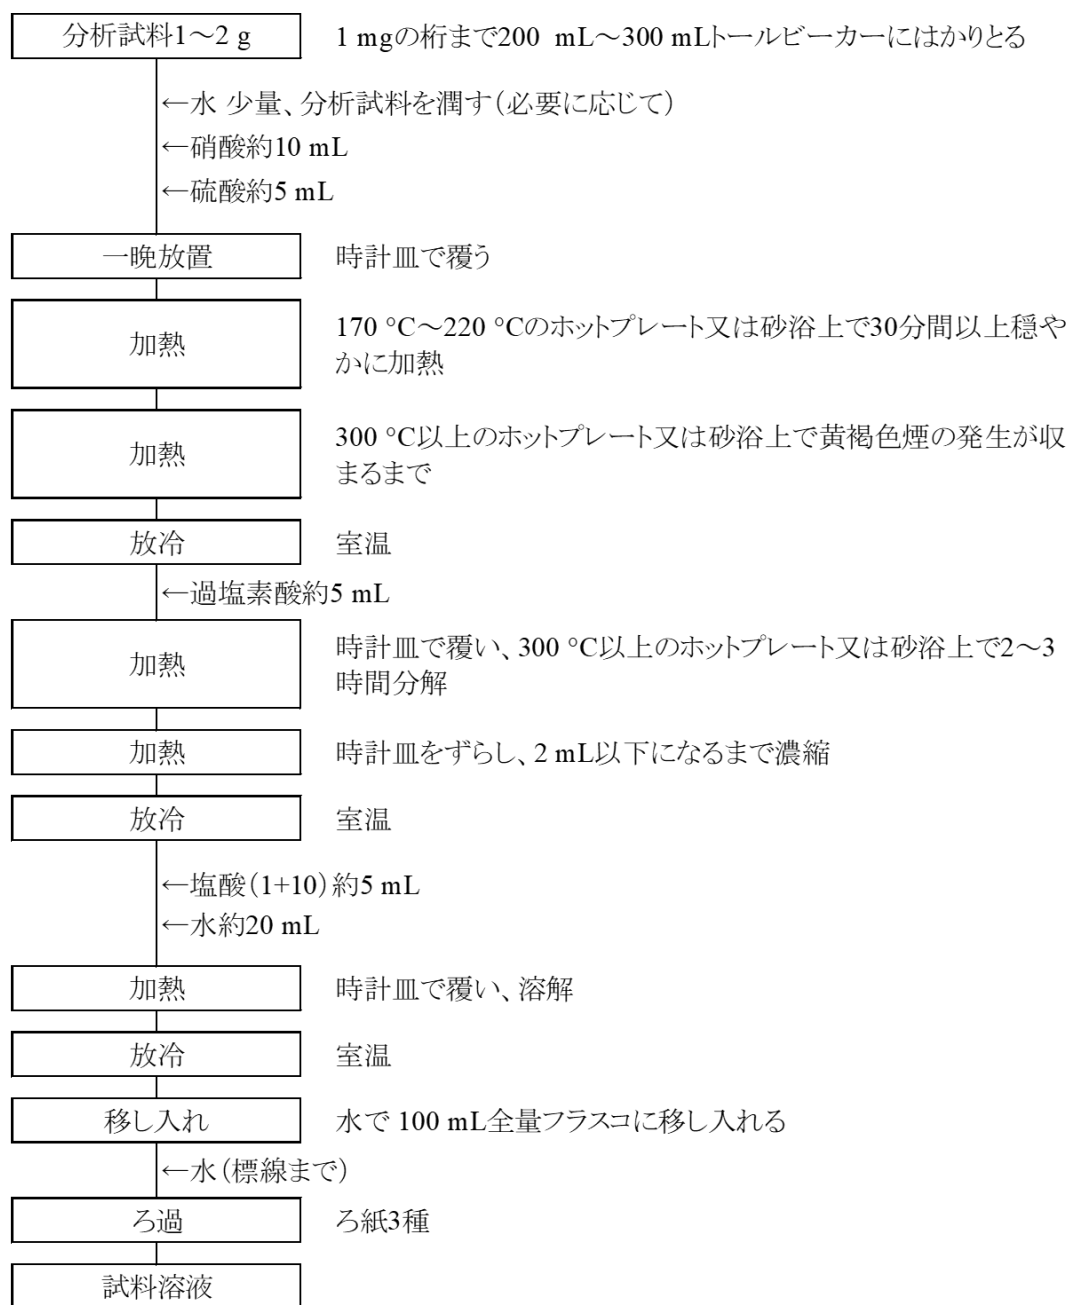 分析試料1～2 g
1 mgの桁まで200 mL～300 mLトールビーカーにはかりとる
←水 少量、分析試料を潤す（必要に応じて）
←硝酸約10 mL
←硫酸約5 mL
一晩放置
時計皿で覆う
加熱
170 °C～220 °Cのホットプレート又は砂浴上で30分間以上穏や
かに加熱
加熱
300 °C以上のホットプレート又は砂浴上で黄褐色煙の発生が収
まるまで
放冷
室温
←過塩素酸約5 mL
加熱
時計皿で覆い、300 °C以上のホットプレート又は砂浴上で2～3
時間分解
加熱
時計皿をずらし、2 mL以下になるまで濃縮
放冷
室温
←塩酸（1+10）約5 mL
←水約20 mL
加熱
時計皿で覆い、溶解
放冷
室温
移し入れ
水で 100 mL全量フラスコに移し入れる
←水（標線まで）
ろ過
ろ紙3種
試料溶液